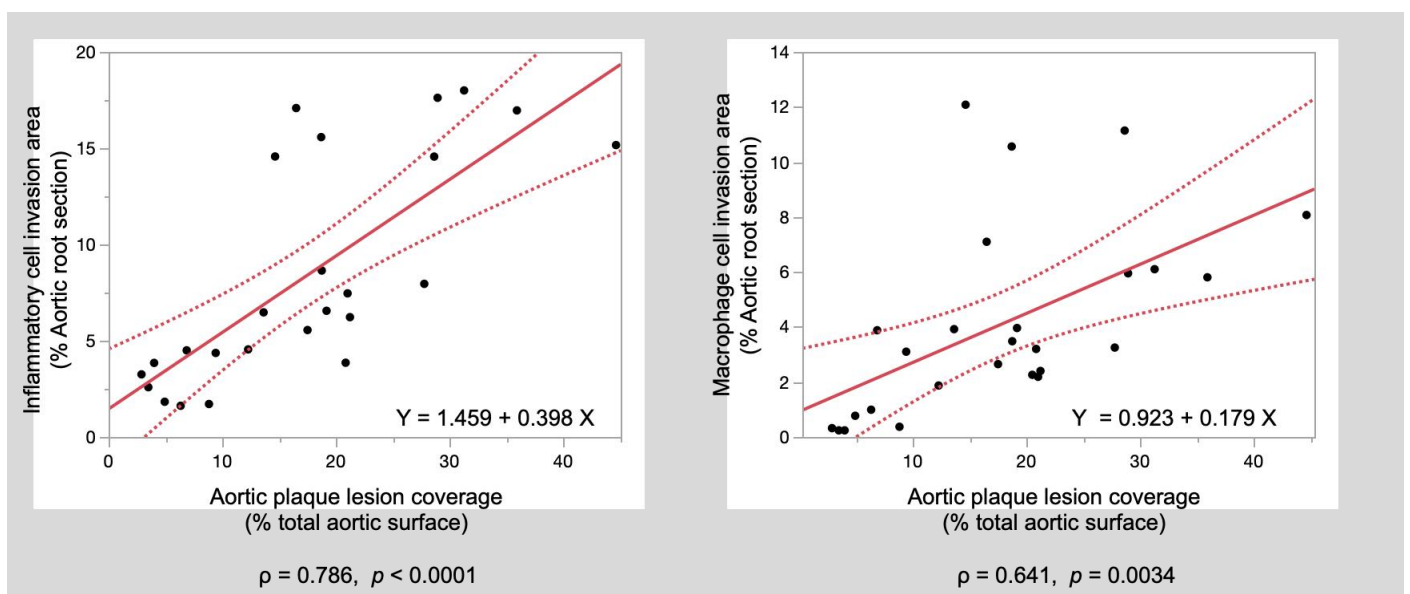 Inflammatory cell invasion area
(% Aortic root section)
20
15
10
5
0
0
10
20
30
40
Y = 1.459 + 0.398 X
Aortic plaque lesion coverage
(% total aortic surface)
ρ = 0.786, p < 0.0001
Macrophage cell invasion area
(% Aortic root section)
14
12
10
8
6
4
2
0
10
20
30
40
Y = 0.923 + 0.179 X
Aortic plaque lesion coverage
(% total aortic surface)
ρ = 0.641, p = 0.0034